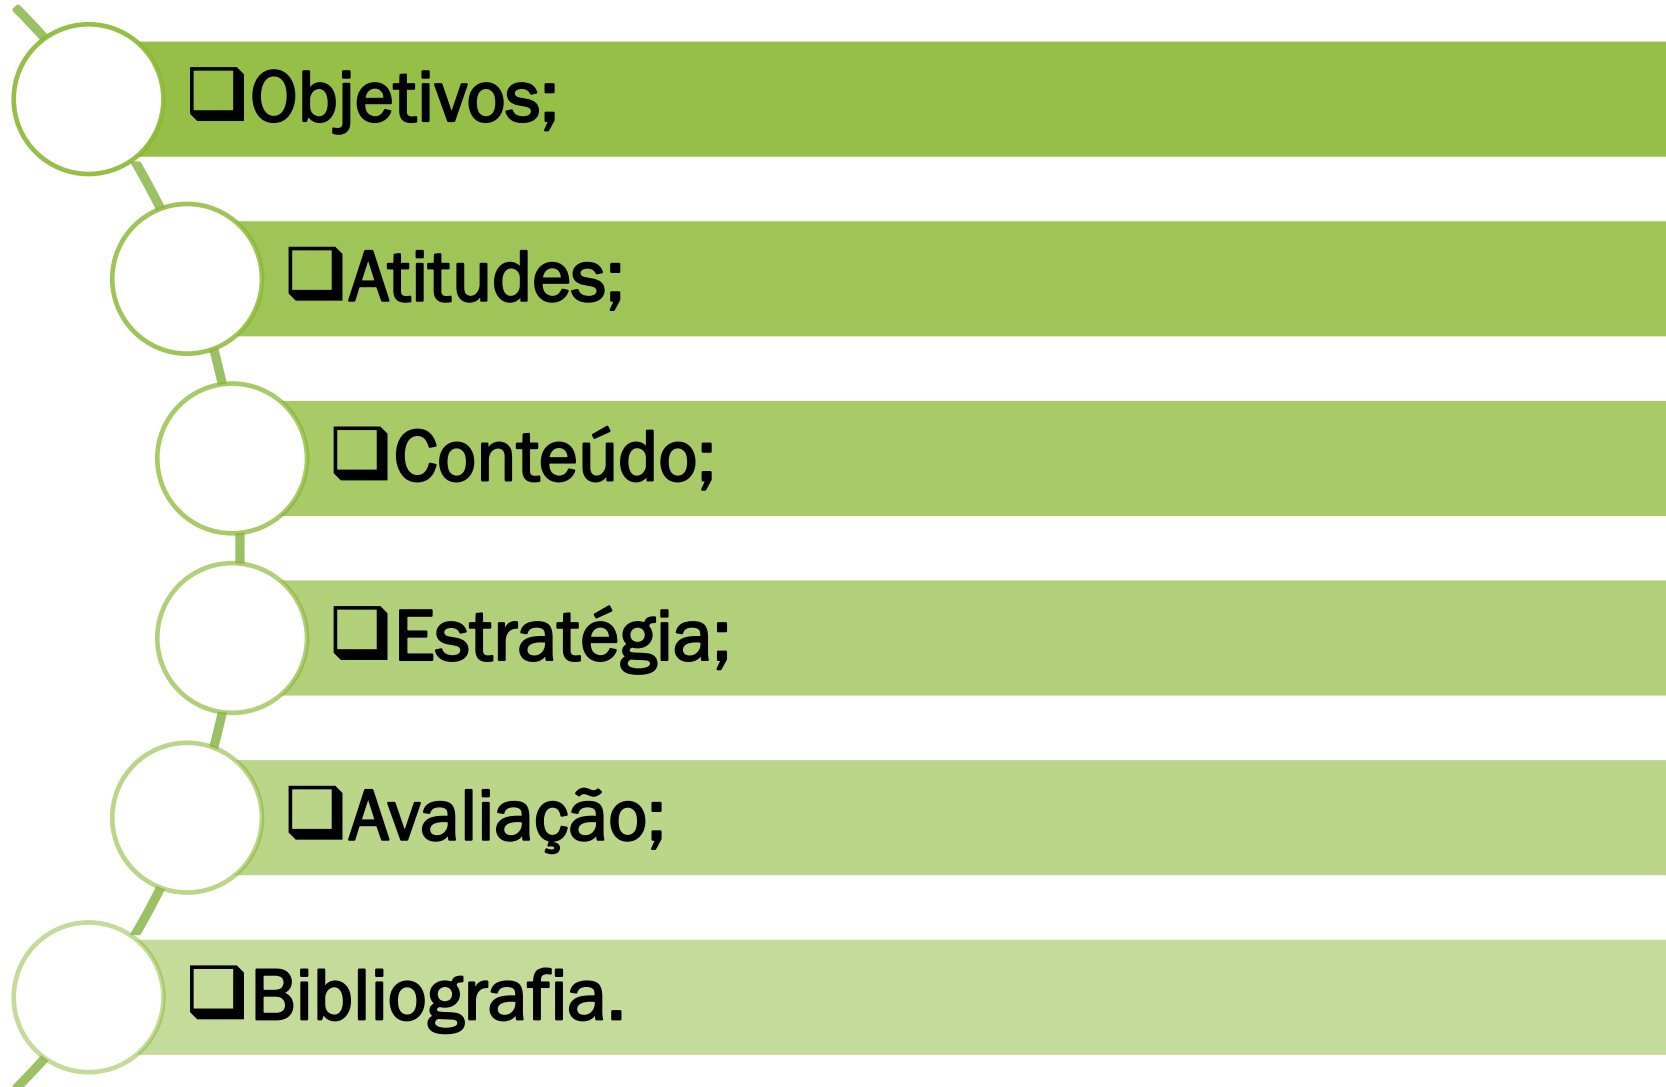 ❑Objetivos;
❑Atitudes;
❑Conteúdo;
❑Estratégia;
❑Avaliação;
❑Bibliografia.